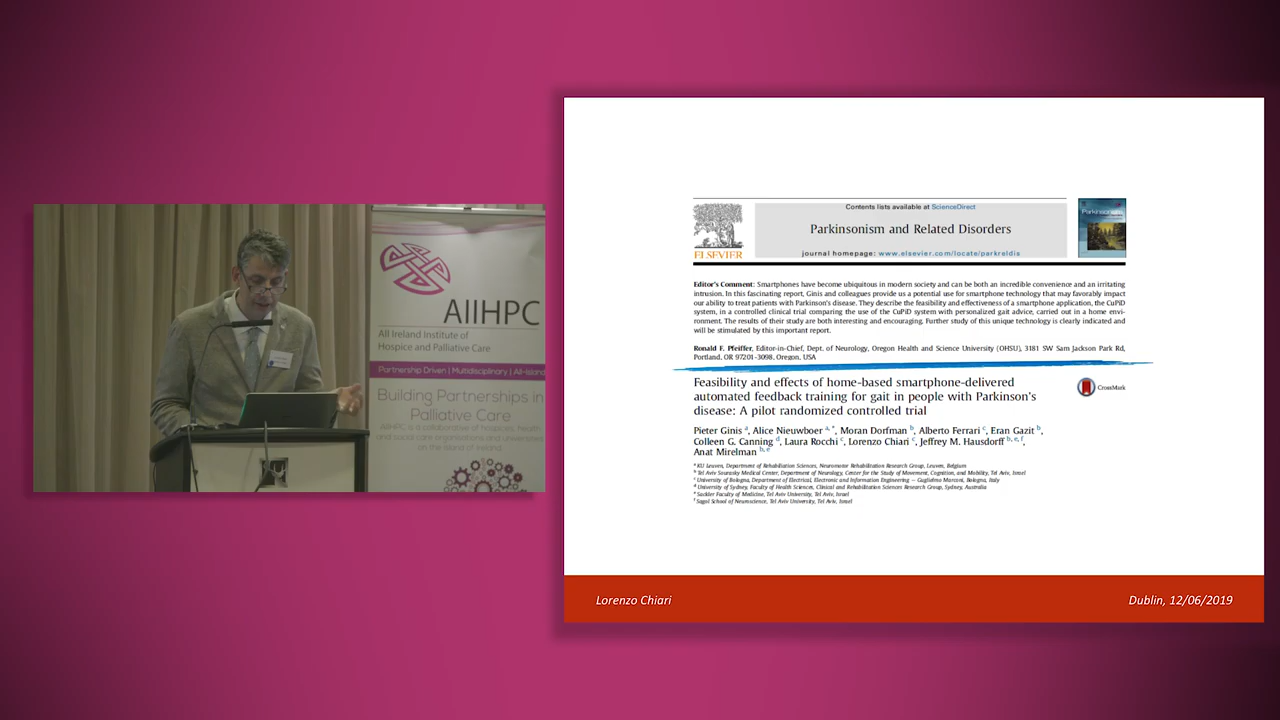 AIIHPC
All Ireland Institute of
Hospice and Palliative Care
Partnership Driven | Multidisciplinary | All-Island
Building Partnerships in
Palliative Care
AIIHPC is a collaborative of hospices, health
and social care organisations and universities
on the island of Ireland.
Contents lists available at ScienceDirect
Parkinsonism and Related Disorders
journal homepage: www.elsevier.com/locate/parkreldis
ELSEVIER
Parkinsonism
Editor's Comment: Smartphones have become ubiquitous in modern society and can be both an incredible convenience and an irritating
intrusion. In this fascinating report, Ginis and colleagues provide us a potential use for smartphone technology that may favorably impact
our ability to treat patients with Parkinson's disease. They describe the feasibility and effectiveness of a smartphone application, the CuPiD
system, in a controlled clinical trial comparing the use of the CuPiD system with personalized gait advice, carried out in a home envi-
ronment. The results of their study are both interesting and encouraging. Further study of this unique technology is clearly indicated and
will be stimulated by this important report.
Ronald F. Pfeiffer, Editor-in-Chief, Dept. of Neurology, Oregon Health and Science University (OHSU), 3181 SW Sam Jackson Park Rd,
Portland, OR 97201-3098, Oregon, USA
Feasibility and effects of home-based smartphone-delivered
automated feedback training for gait in people with Parkinson's
disease: A pilot randomized controlled trial
CrossMark
Pieter Ginis a, Alice Nieuwboer a, *, Moran Dorfman b, Alberto Ferrari c, Eran Gazit b,
Colleen G. Canning d, Laura Rocchi c, Lorenzo Chiari c, Jeffrey M. Hausdorff b, e, f,
Anat Mirelman b, e
a KU Leuven, Department of Rehabilitation Sciences, Neuromotor Rehabilitation Research Group, Leuven, Belgium
b Tel Aviv Sourasky Medical Center, Department of Neurology, Center for the Study of Movement, Cognition, and Mobility, Tel Aviv, Israel
c University of Bologna, Department of Electrical, Electronic and Information Engineering – Guglielmo Marconi, Bologna, Italy
d University of Sydney, Faculty of Health Sciences, Clinical and Rehabilitation Sciences Research Group, Sydney, Australia
e Sackler Faculty of Medicine, Tel Aviv University, Tel Aviv, Israel
f Sagol School of Neuroscience, Tel Aviv University, Tel Aviv, Israel
Lorenzo Chiari
Dublin, 12/06/2019